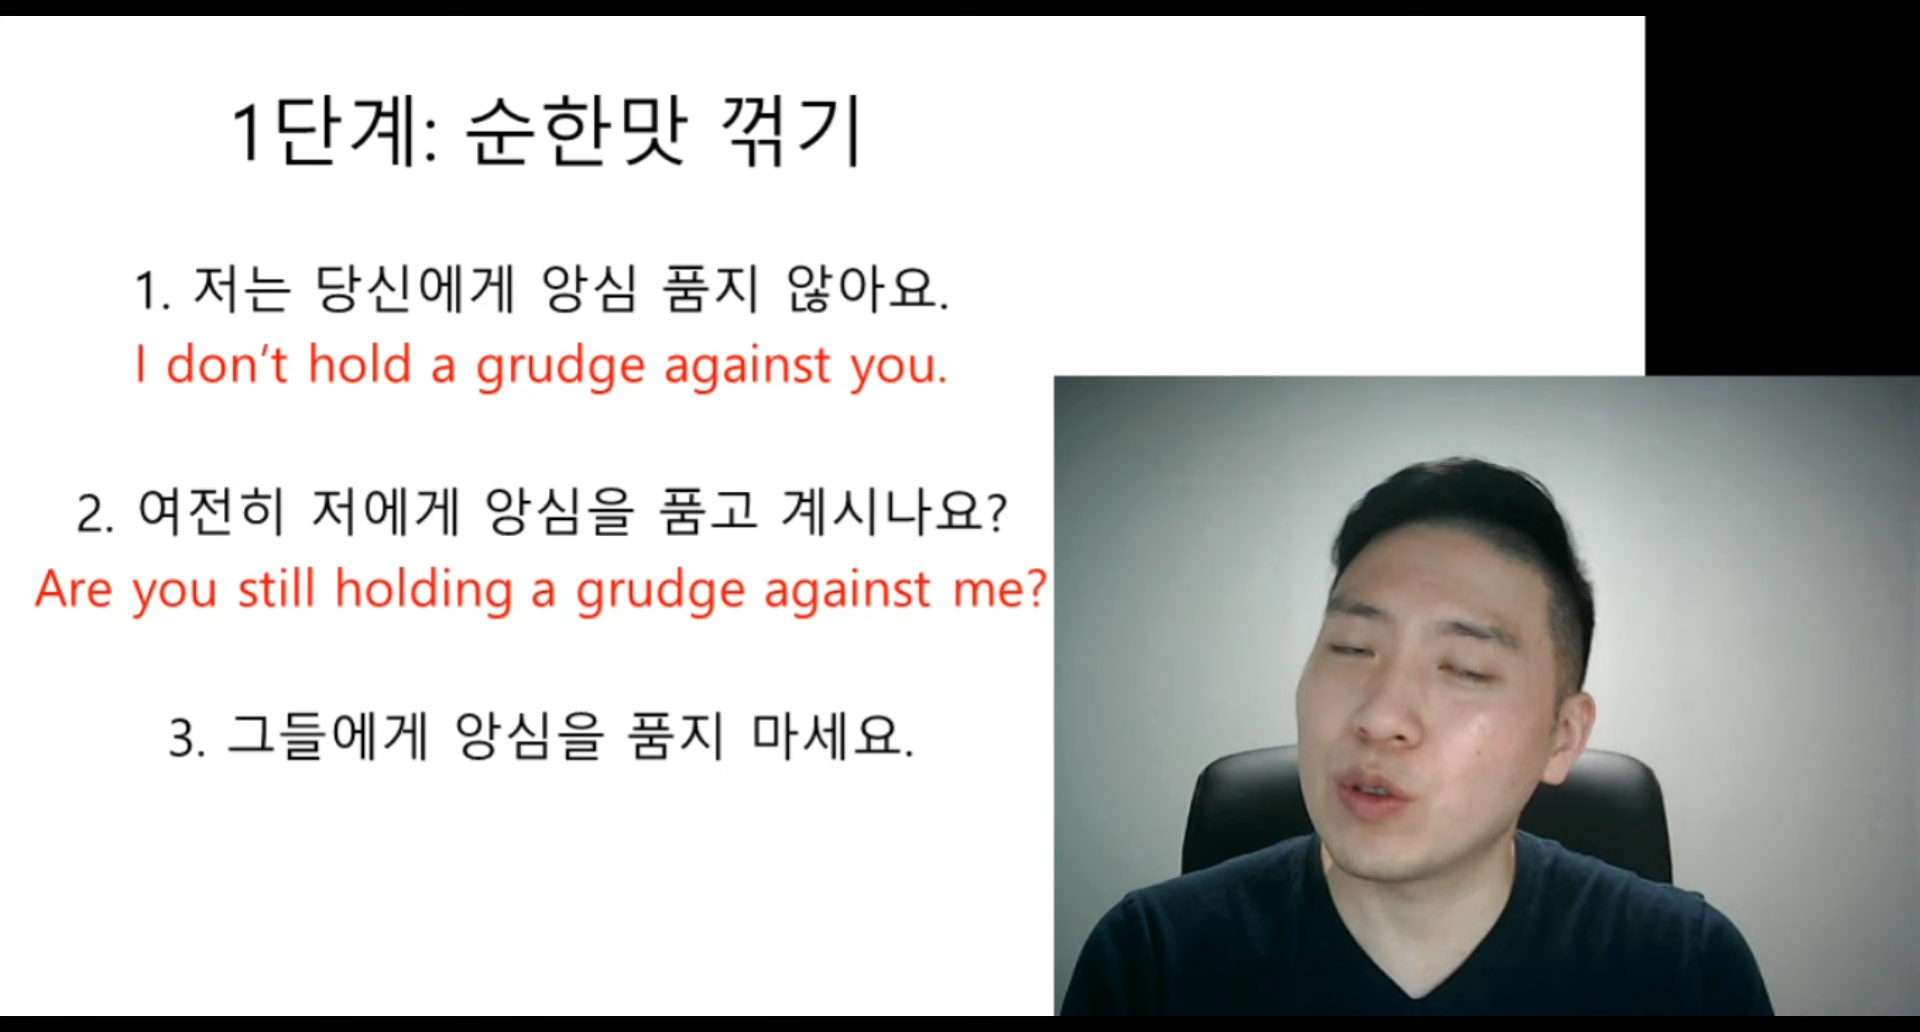 1단계: 순한맛 꺾기
1. 저는 당신에게 앙심 품지 않아요.
I don’t hold a grudge against you.
2. 여전히 저에게 앙심을 품고 계시나요?
Are you still holding a grudge against me?
3. 그들에게 앙심을 품지 마세요.